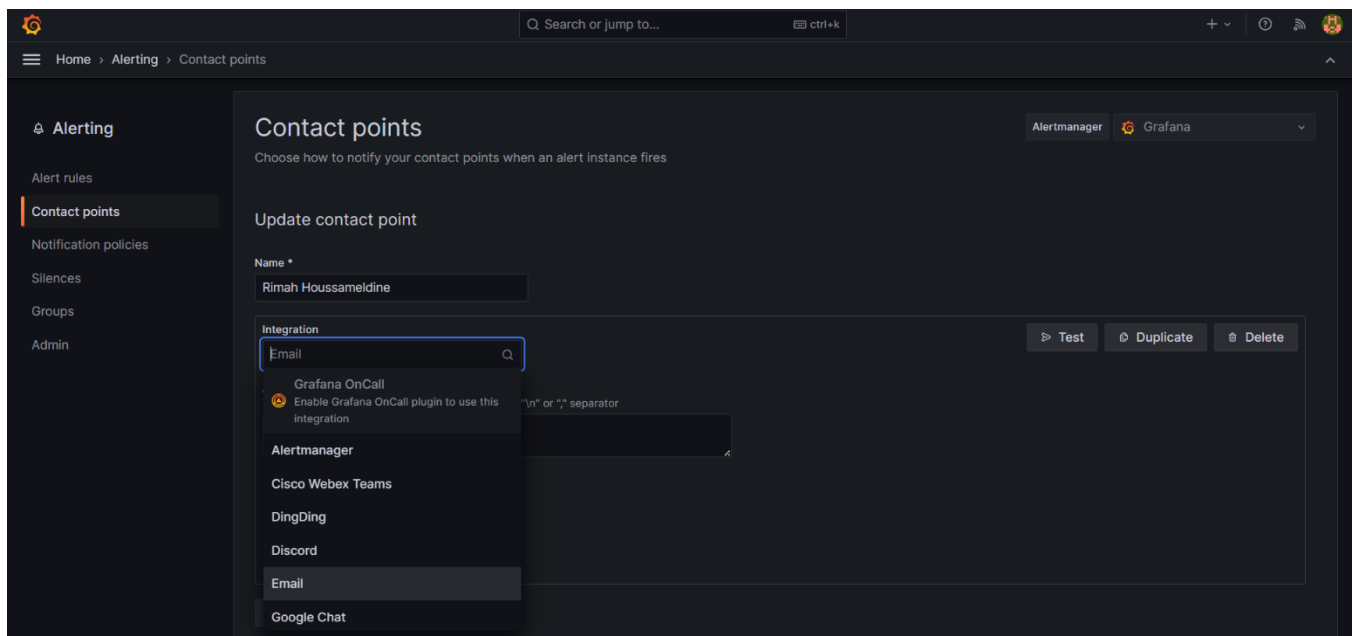 Search or jump to...
ctrl+k
Home › Alerting › Contact points
Alerting
Alert rules
Contact points
Notification policies
Silences
Groups
Admin
Contact points
Choose how to notify your contact points when an alert instance fires
Alertmanager
Grafana
Update contact point
Name *
Rimah Houssameldine
Integration
Email
Test
Duplicate
Delete
Grafana OnCall
Enable Grafana OnCall plugin to use this
integration
"\n" or "," separator
Alertmanager
Cisco Webex Teams
DingDing
Discord
Email
Google Chat